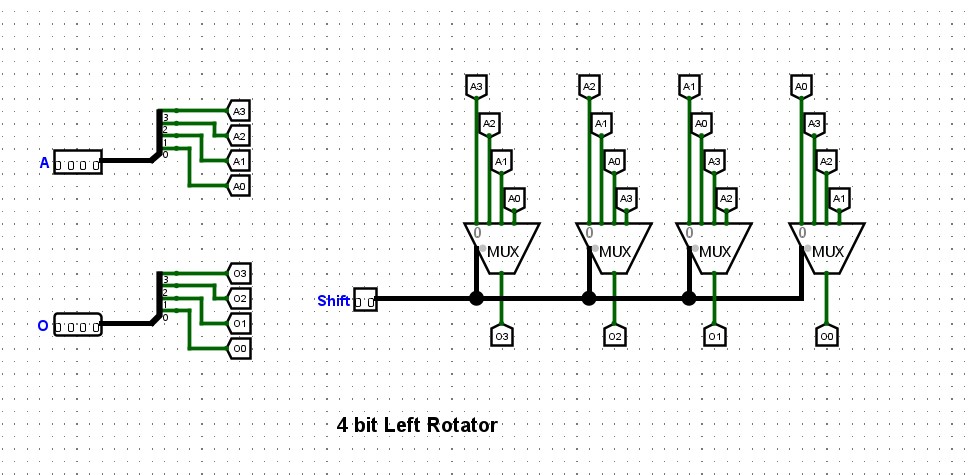 A3 A2 A1 A0
A3 A2 A1 A0 A3
A2 A1 A0 A3
3 2 1 0
A1 A0 A3 A2
A 0 0 0 0
A0 A0 A3 A2 A1
0 0 0 0
MUX MUX MUX MUX
O3
3 2 1 0
O2
Shift 0 0
O 0 0 0 0
O1
O3 O2 O1 O0
O0
4 bit Left Rotator